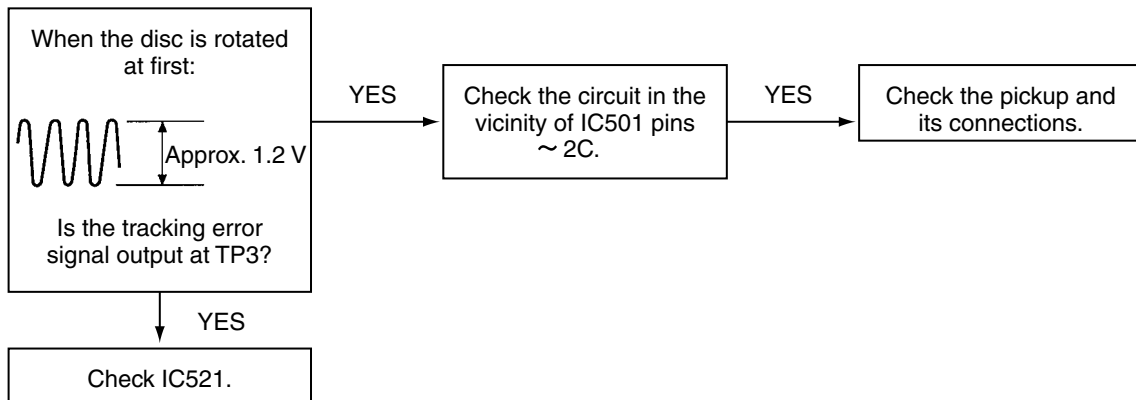 When the disc is rotated
at first:
Approx. 1.2 V
Is the tracking error
signal output at TP3?
YES
Check the circuit in the
vicinity of IC501 pins
~ 2C.
YES
Check the pickup and
its connections.
YES
Check IC521.